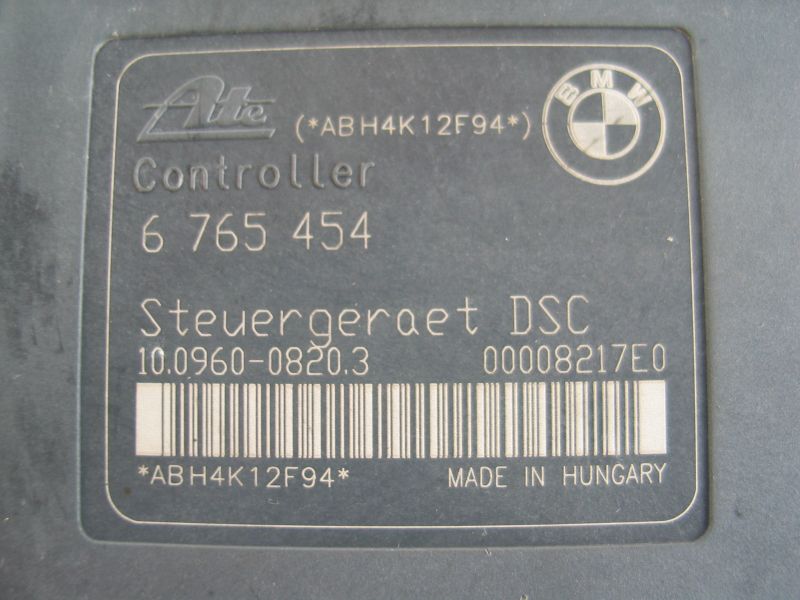 Ate (*ABH4K12F94*) BMW
Controller
6 765 454
Steuergeraet DSC
10.0960-0820.3 00008217E0
*ABH4K12F94* MADE IN HUNGARY